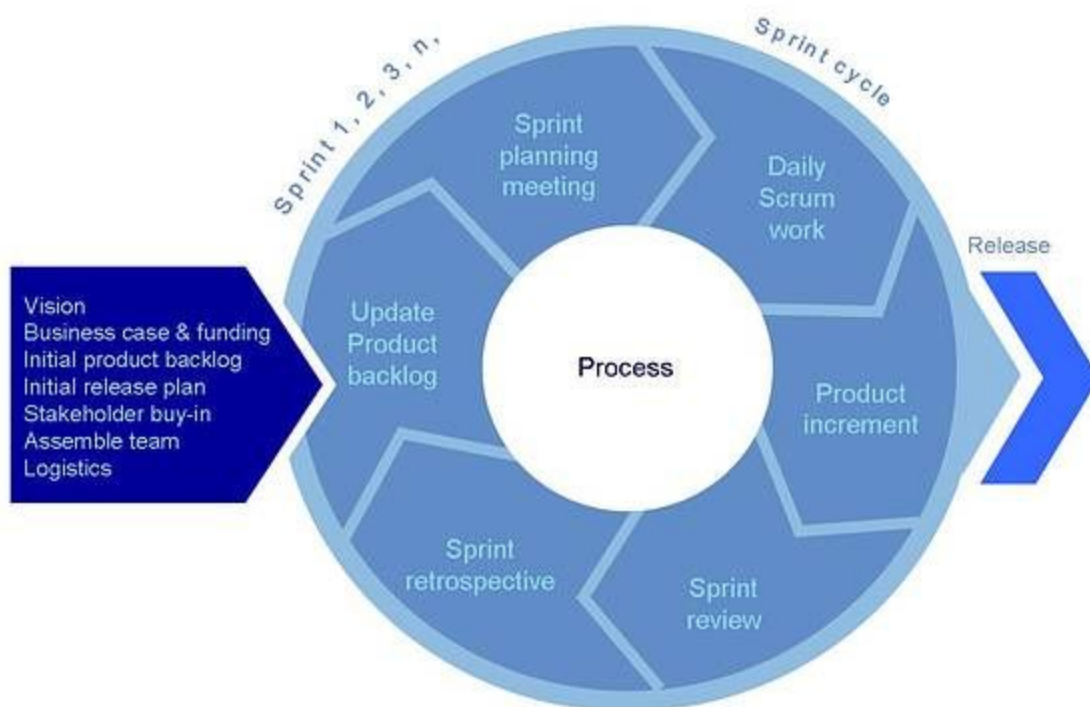 Sprint 1, 2, 3, n,
Sprint cycle
Sprint
planning
meeting
Daily
Scrum
work
Release
Vision
Business case & funding
Initial product backlog
Initial release plan
Stakeholder buy-in
Assemble team
Logistics
Update
Product
backlog
Process
Product
increment
Sprint
retrospective
Sprint
review